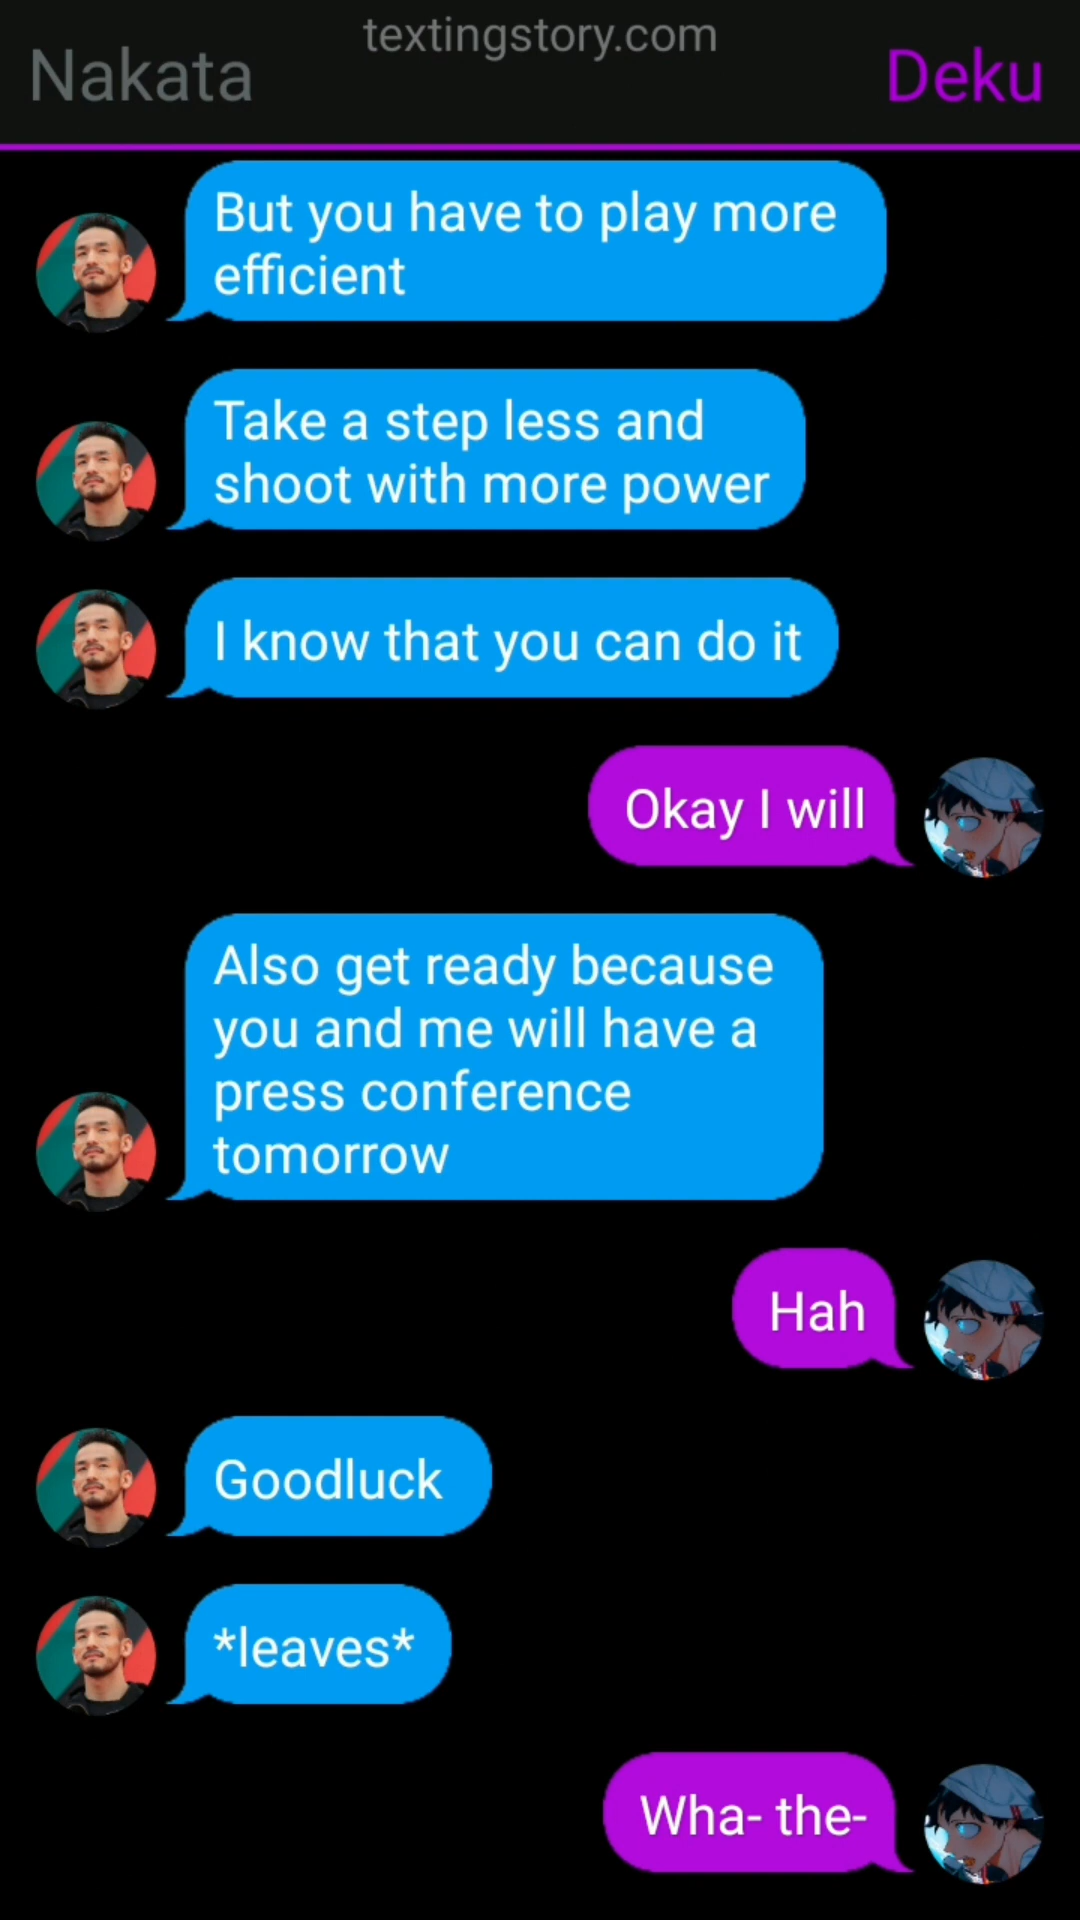 textingstory.com
Nakata
Deku
But you have to play more
efficient
Take a step less and
shoot with more power
I know that you can do it
Okay I will
Also get ready because
you and me will have a
press conference
tomorrow
Hah
Goodluck
*leaves*
Wha- the-